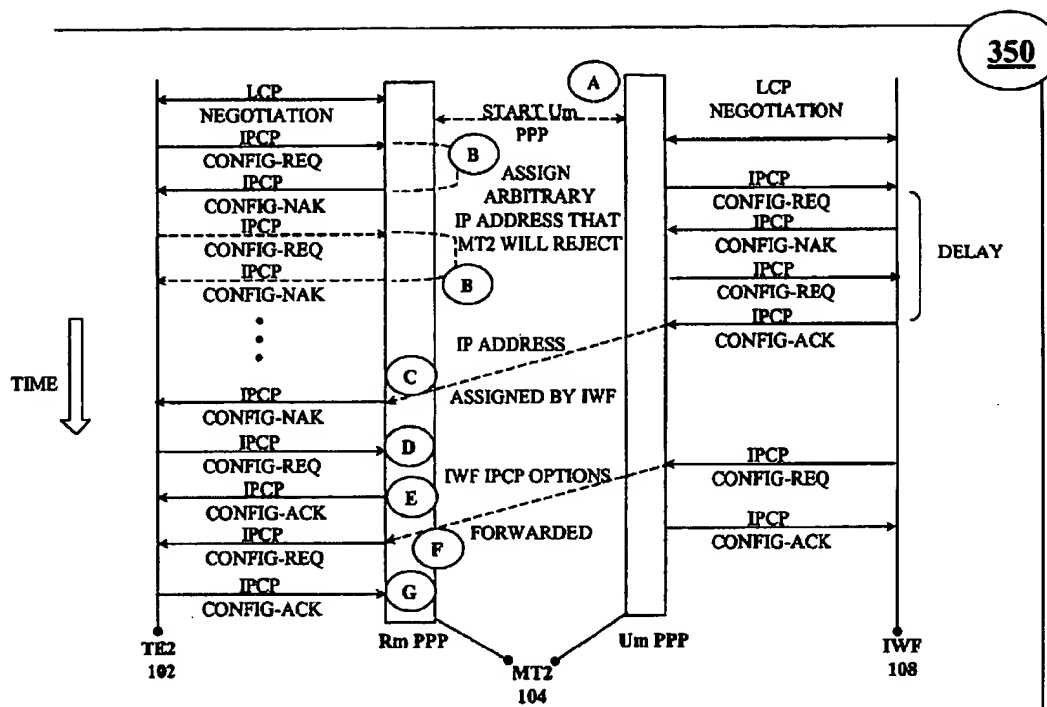 350
A
LCP
NEGOTIATION
START Um
PPP
LCP
NEGOTIATION
IPCP
CONFIG-REQ
B
IPCP
CONFIG-NAK
ASSIGN
ARBITRARY
IP ADDRESS THAT
MT2 WILL REJECT
IPCP
CONFIG-REQ
IPCP
CONFIG-REQ
IPCP
CONFIG-NAK
DELAY
IPCP
CONFIG-NAK
B
IPCP
CONFIG-REQ
IPCP
CONFIG-ACK
TIME
IP ADDRESS
C
ASSIGNED BY IWF
IPCP
CONFIG-NAK
IPCP
CONFIG-REQ
D
IWF IPCP OPTIONS
IPCP
CONFIG-REQ
IPCP
CONFIG-ACK
E
FORWARDED
IPCP
CONFIG-REQ
F
IPCP
CONFIG-ACK
IPCP
CONFIG-ACK
G
TE2
102
Rm PPP
MT2
104
Um PPP
IWF
108